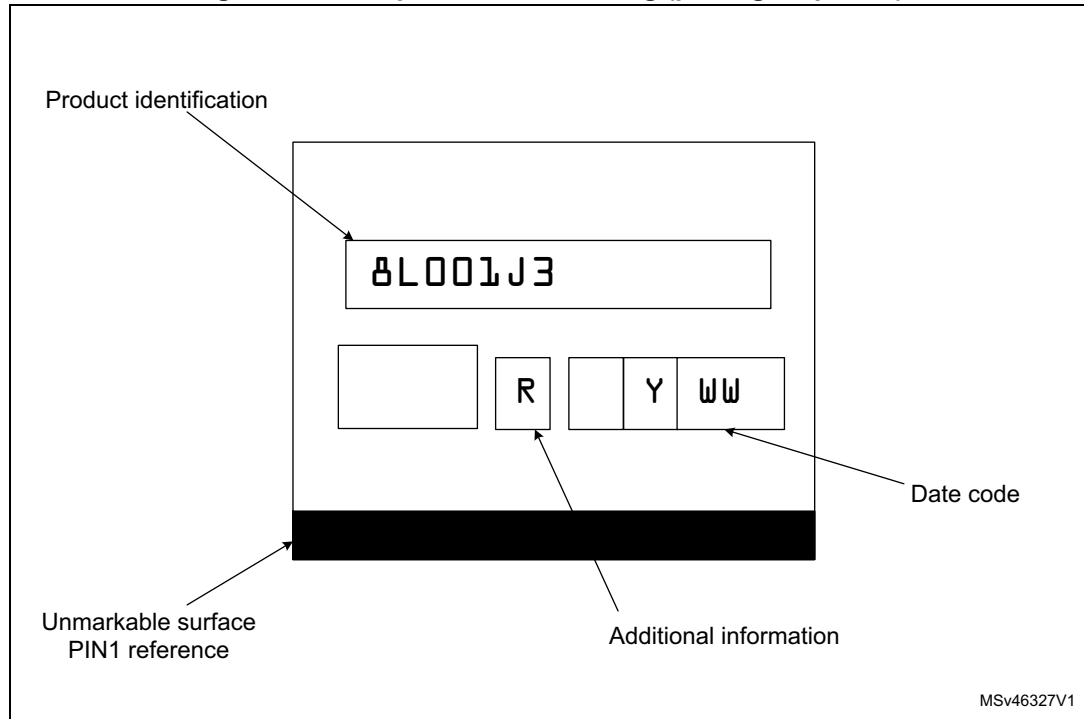 Product identification
8L001J3
R Y WW
Date code
Unmarkable surface
PIN1 reference
Additional information
MSv46327V1